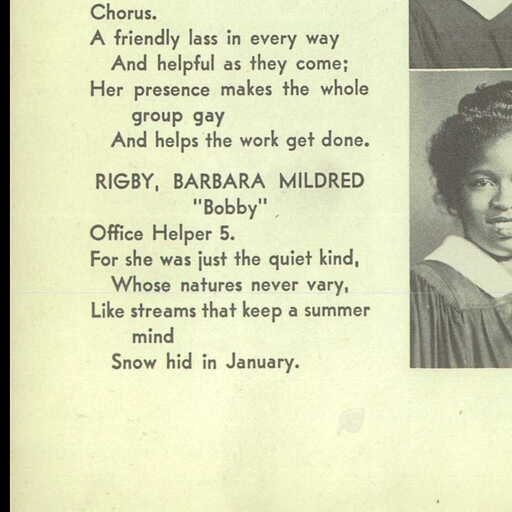 Chorus.
A friendly lass in every way
And helpful as they come;
Her presence makes the whole
group gay
And helps the work get done.
RIGBY, BARBARA MILDRED
"Bobby"
Office Helper 5.
For she was just the quiet kind,
Whose natures never vary,
Like streams that keep a summer
mind
Snow hid in January.